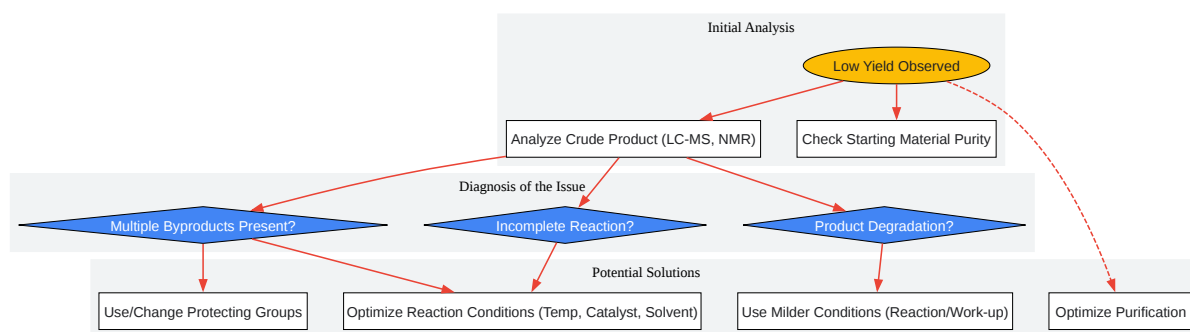 Initial Analysis
Low Yield Observed
Analyze Crude Product (LC-MS, NMR)
Check Starting Material Purity
Diagnosis of the Issue
Multiple Byproducts Present?
Incomplete Reaction?
Product Degradation?
Potential Solutions
Use/Change Protecting Groups
Optimize Reaction Conditions (Temp, Catalyst, Solvent)
Use Milder Conditions (Reaction/Work-up)
Optimize Purification